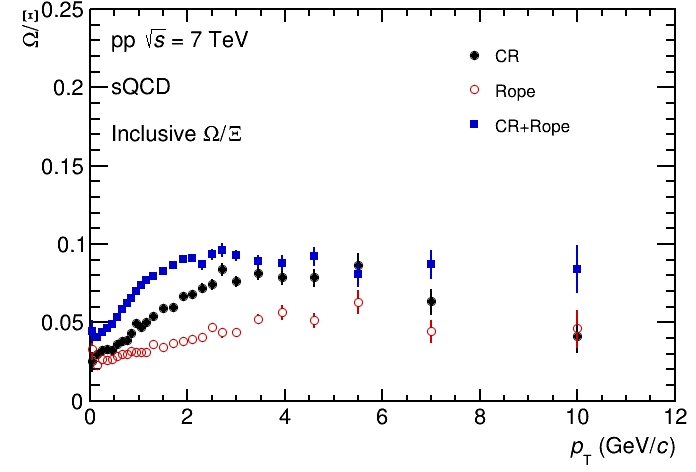 Ω/Ξ
0.25
0.2
0.15
0.1
0.05
0
pp √s = 7 TeV
sQCD
Inclusive Ω/Ξ
CR
Rope
CR+Rope
0 2 4 6 8 10 12
p_T (GeV/c)